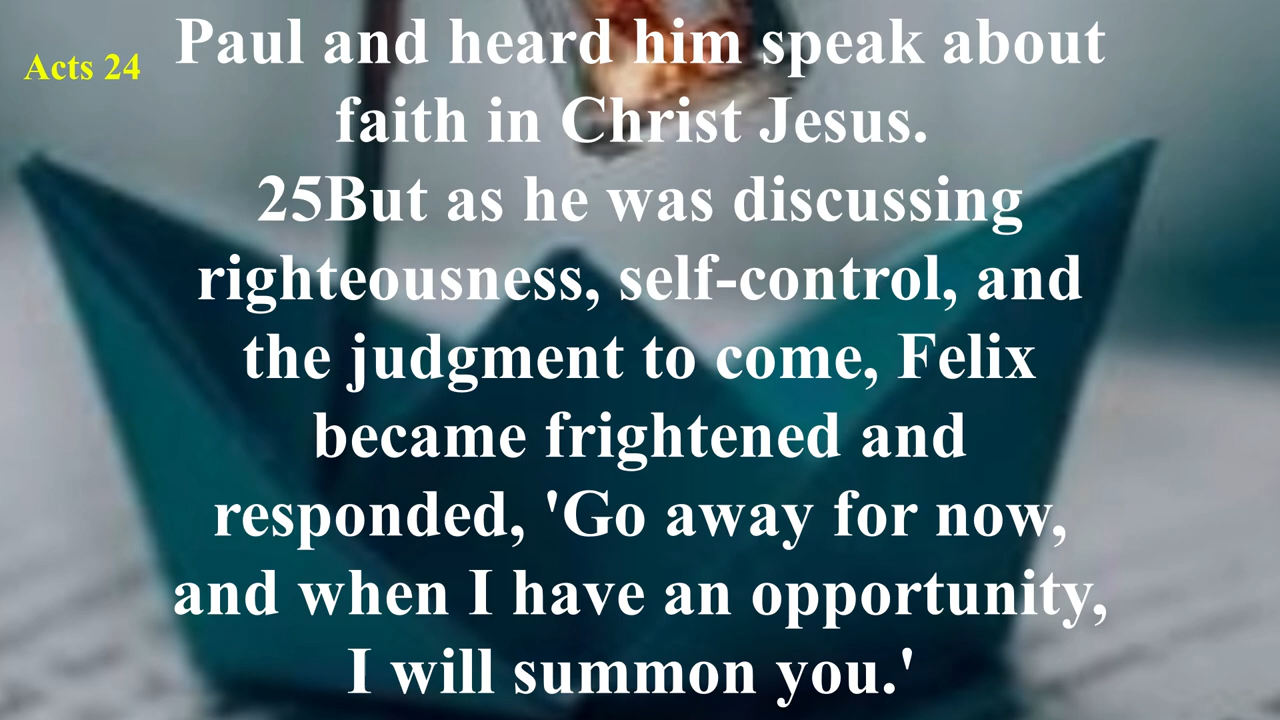 Acts 24
Paul and heard him speak about
faith in Christ Jesus.
25But as he was discussing
righteousness, self-control, and
the judgment to come, Felix
became frightened and
responded, 'Go away for now,
and when I have an opportunity,
I will summon you.'